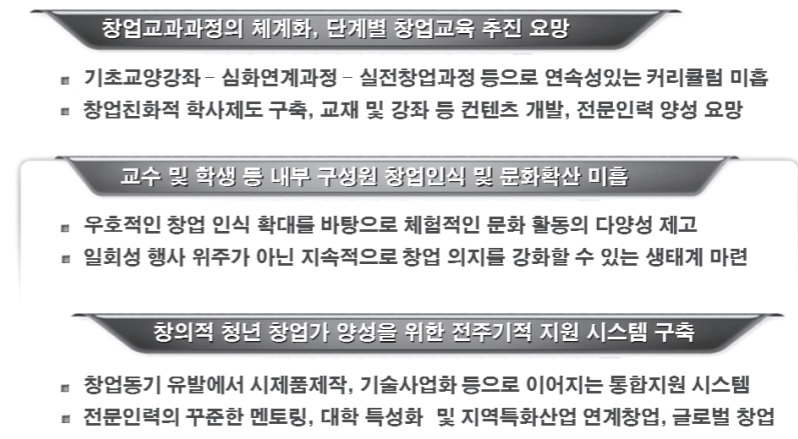 창업교과과정의 체계화, 단계별 창업교육 추진 요망
기초교양강좌 – 심화연계과정 – 실전창업과정 등으로 연속성있는 커리큘럼 미흡
창업친화적 학사제도 구축, 교재 및 강좌 등 컨텐츠 개발, 전문인력 양성 요망
교수 및 학생 등 내부 구성원 창업인식 및 문화확산 미흡
우호적인 창업 인식 확대를 바탕으로 체험적인 문화 활동의 다양성 제고
일회성 행사 위주가 아닌 지속적으로 창업 의지를 강화할 수 있는 생태계 마련
창의적 청년 창업가 양성을 위한 전주기적 지원 시스템 구축
창업동기 유발에서 시제품제작, 기술사업화 등으로 이어지는 통합지원 시스템
전문인력의 꾸준한 멘토링, 대학 특성화 및 지역특화산업 연계창업, 글로벌 창업